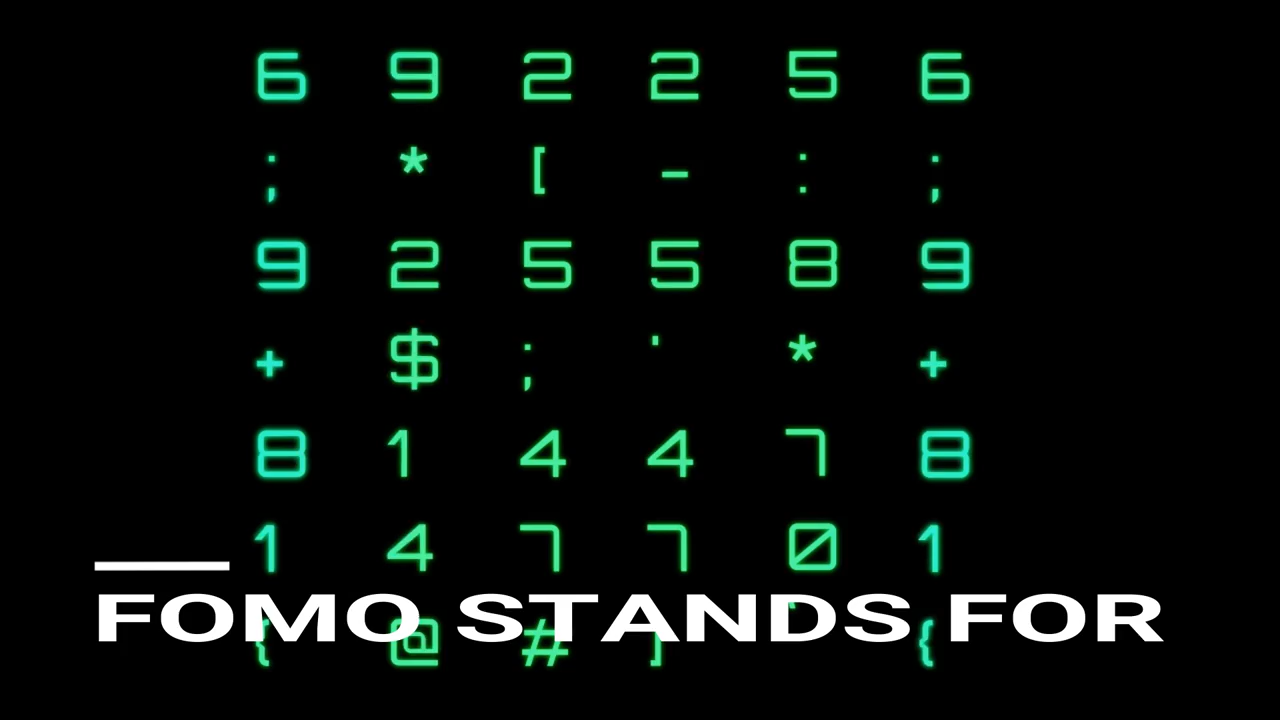 6 9 2 2 5 6
; * [ - : ;
9 2 5 5 8 9
+ $ ; ' * +
8 1 4 4 7 8
1 4 7 7 0 1
{ @ # ] ' {
FOMO STANDS FOR